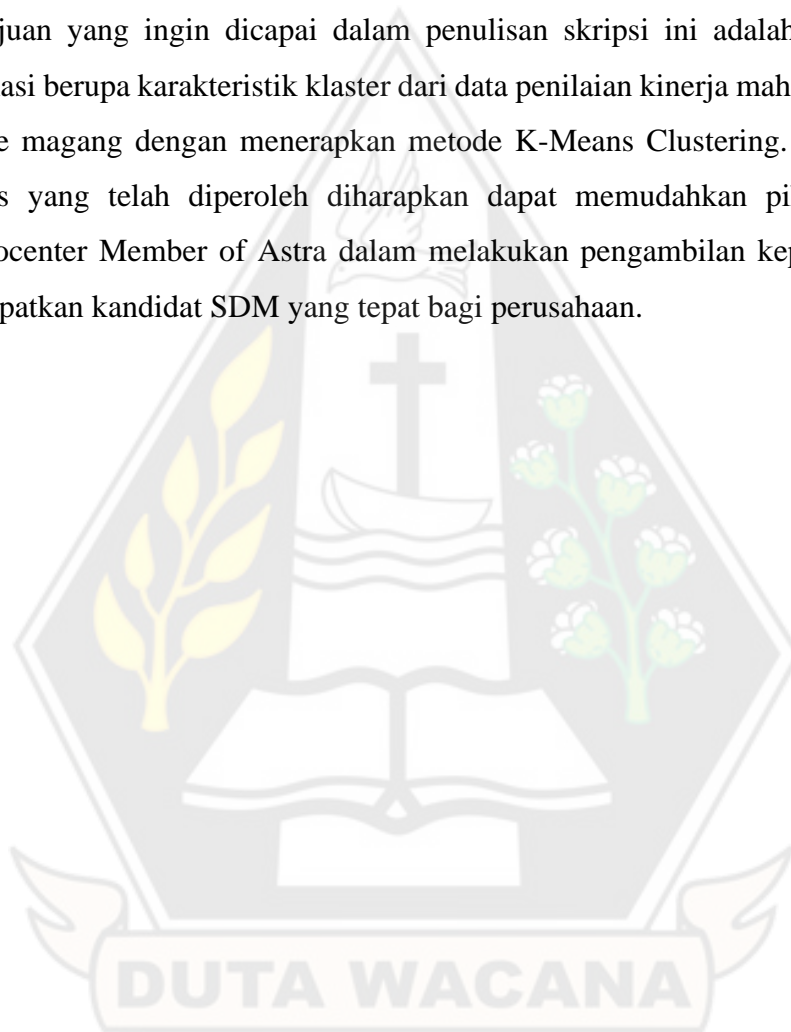 juan yang ingin dicapai dalam penulisan skripsi ini adalah
asi berupa karakteristik klaster dari data penilaian kinerja mah
e magang dengan menerapkan metode K-Means Clustering.
s yang telah diperoleh diharapkan dapat memudahkan pi
ocenter Member of Astra dalam melakukan pengambilan kep
patkan kandidat SDM yang tepat bagi perusahaan.
DUTA WACANA